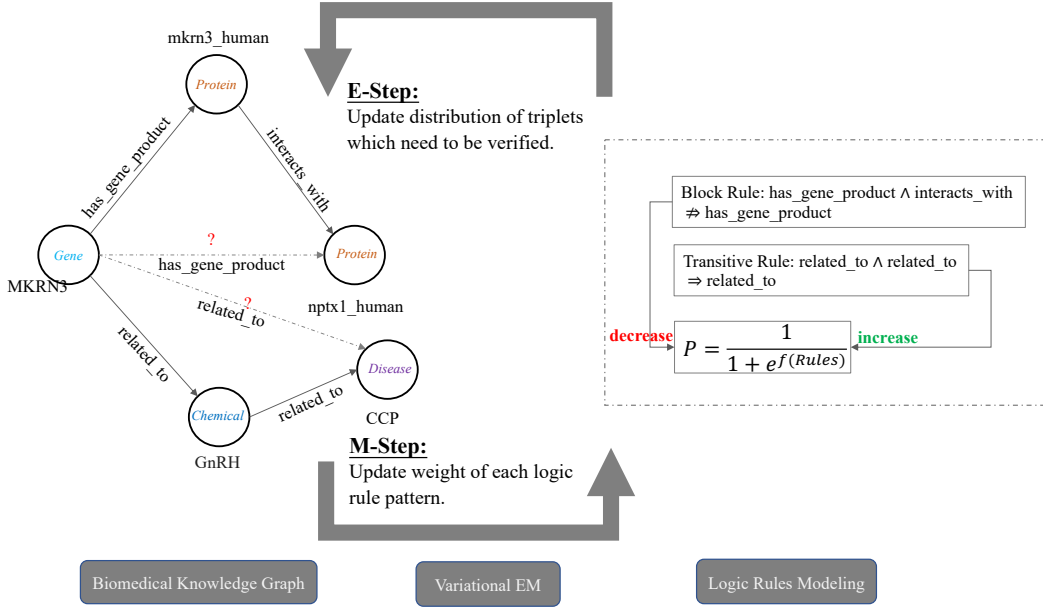 mkrn3_human
Protein
has_gene_product
interacts_with
Gene
MKRN3
?
has_gene_product
Protein
nptx1_human
?
related_to
related_to
Chemical
GnRH
related_to
Disease
CCP
E-Step:
Update distribution of triplets
which need to be verified.
M-Step:
Update weight of each logic
rule pattern.
Block Rule: has_gene_product ∧ interacts_with
⇏ has_gene_product
Transitive Rule: related_to ∧ related_to
⇒ related_to
decrease
P = 1 / 1 + e^{f(Rules)}
increase
Biomedical Knowledge Graph
Variational EM
Logic Rules Modeling